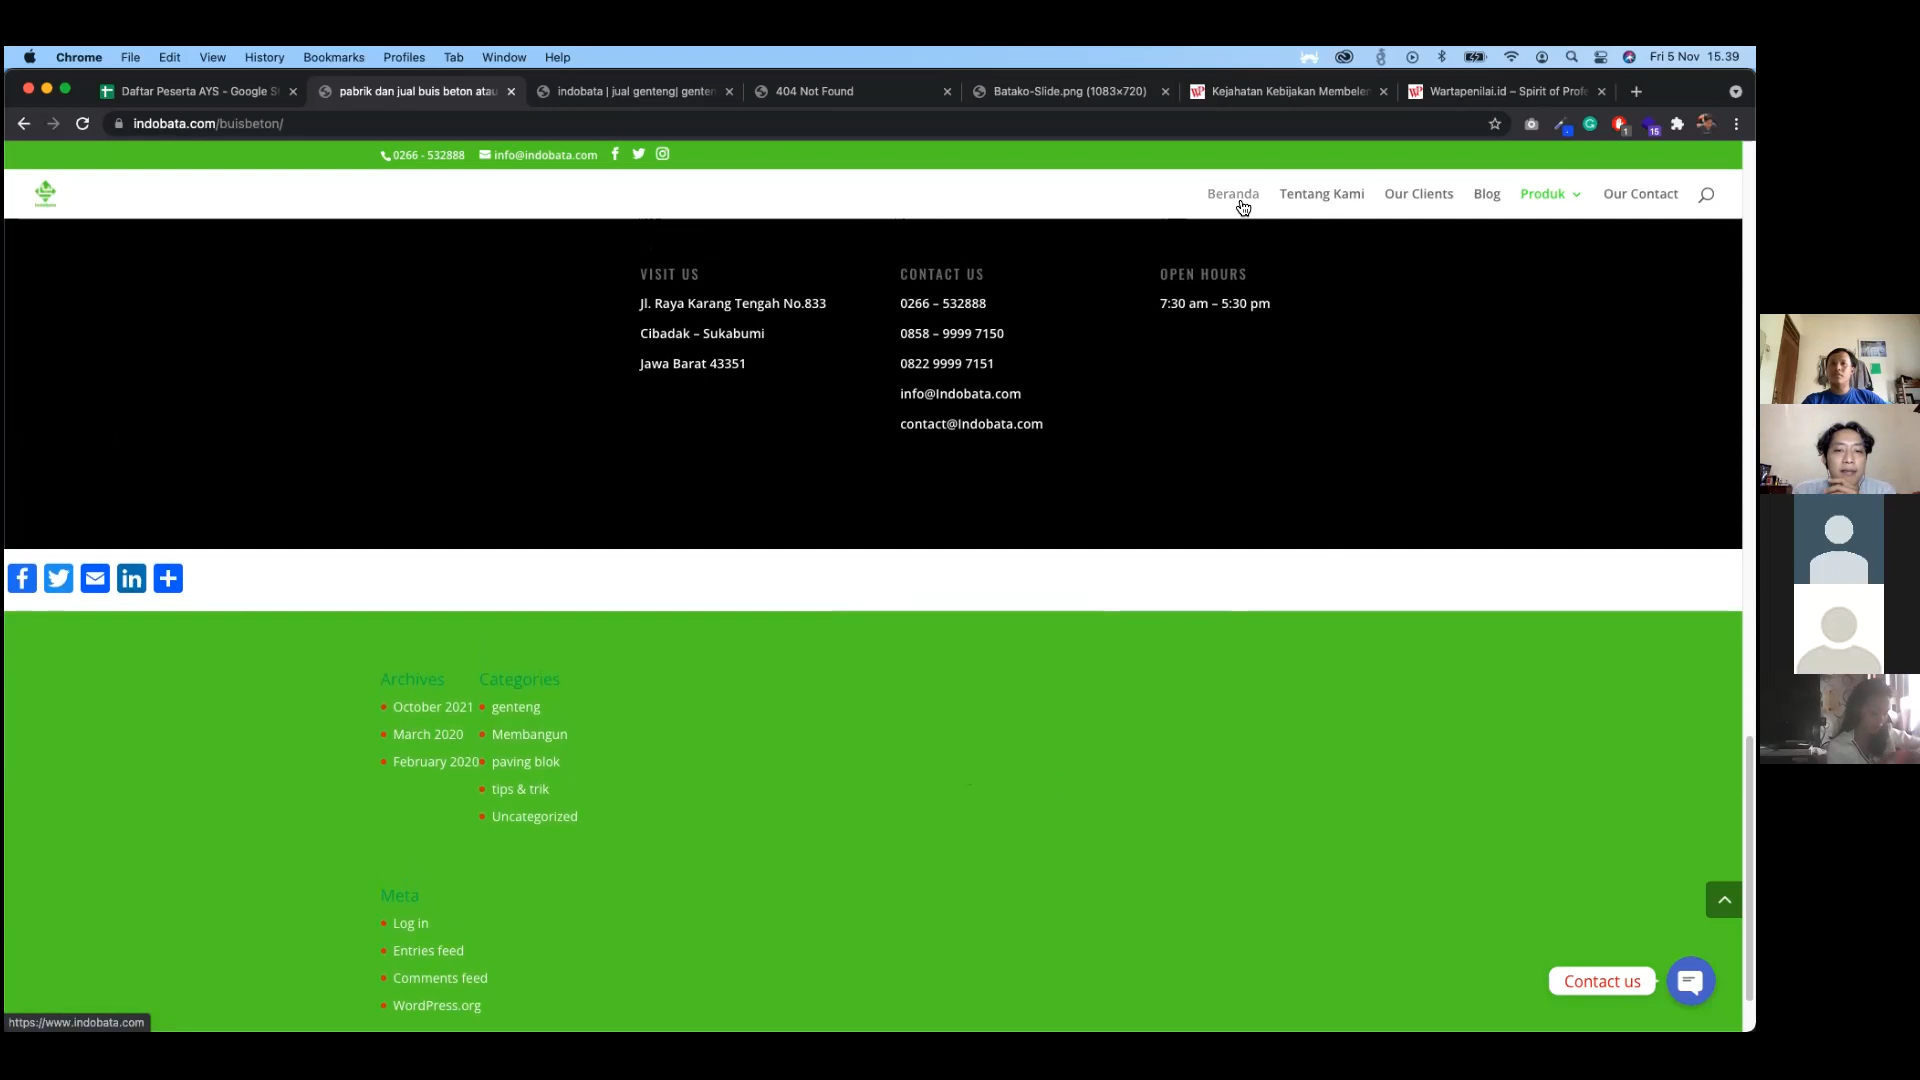 Chrome File Edit View History Bookmarks Profiles Tab Window Help Fri 5 Nov 15.39
Daftar Peserta AYS - Google S pabrik dan jual buis beton atau indobata | jual genteng| genten 404 Not Found Batako-Slide.png (1083×720) Kejahatan Kebijakan Membelen Wartapenilai.id – Spirit of Profe
indobata.com/buisbeton/
0266 - 532888 info@indobata.com
Beranda Tentang Kami Our Clients Blog Produk Our Contact
VISIT US
Jl. Raya Karang Tengah No.833
Cibadak – Sukabumi
Jawa Barat 43351
CONTACT US
0266 – 532888
0858 – 9999 7150
0822 9999 7151
info@Indobata.com
contact@Indobata.com
OPEN HOURS
7:30 am – 5:30 pm
Archives
October 2021
March 2020
February 2020
Categories
genteng
Membangun
paving blok
tips & trik
Uncategorized
Meta
Log in
Entries feed
Comments feed
WordPress.org
Contact us
https://www.indobata.com